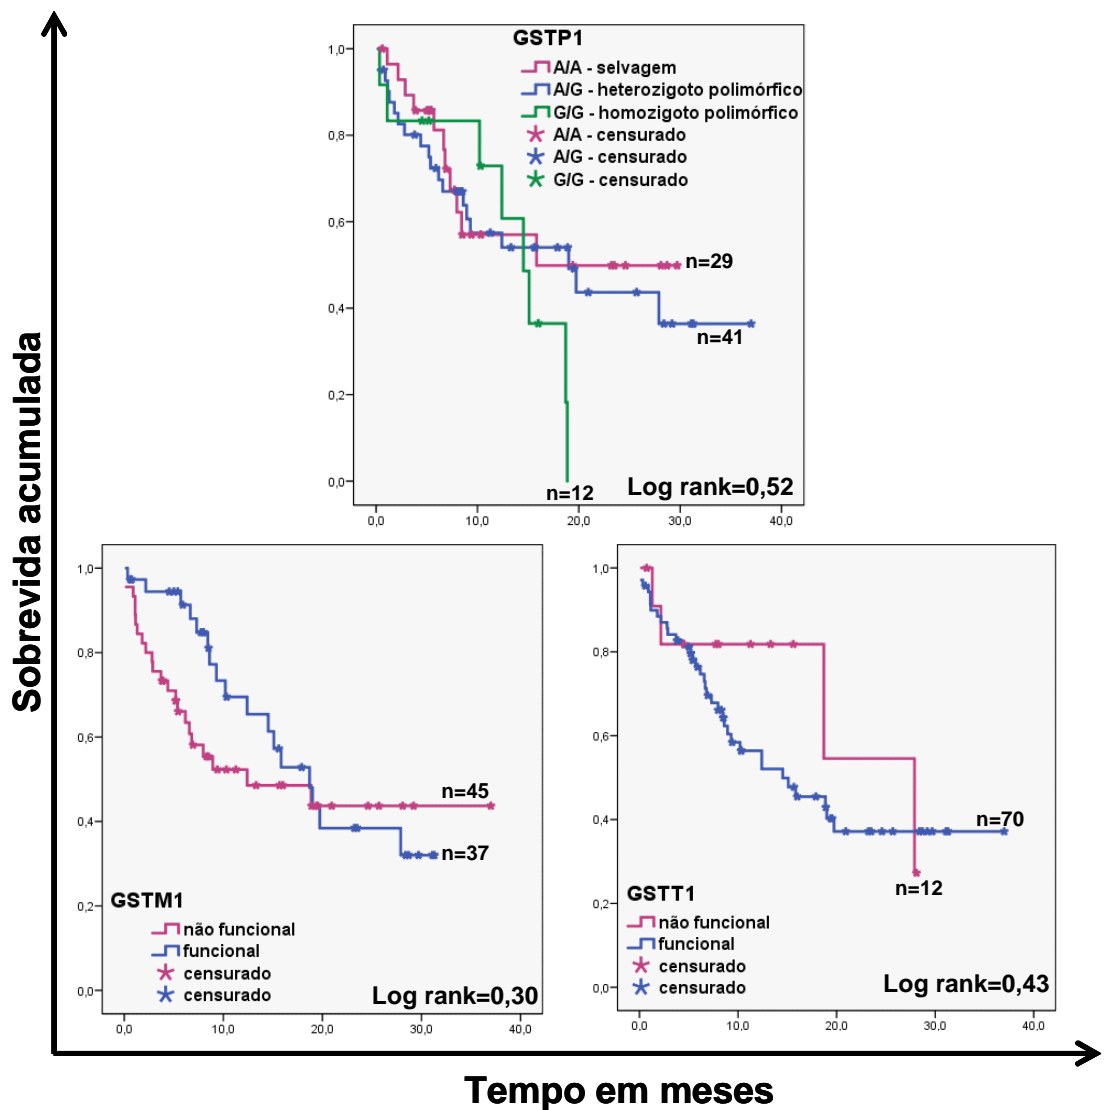 Sobrevida acumulada
GSTP1
A/A - selvagem
A/G - heterozigoto polimórfico
G/G - homozigoto polimórfico
A/A - censurado
A/G - censurado
G/G - censurado
1,0
0,8
0,6
0,4
0,2
0,0
n=29
n=41
n=12
Log rank=0,52
0,0 10,0 20,0 30,0 40,0
1,0
0,8
0,6
0,4
0,2
0,0
n=45
n=37
GSTM1
não funcional
funcional
censurado
censurado
Log rank=0,30
0,0 10,0 20,0 30,0 40,0
1,0
0,8
0,6
0,4
0,2
0,0
n=70
n=12
GSTT1
não funcional
funcional
censurado
censurado
Log rank=0,43
0,0 10,0 20,0 30,0 40,0
Tempo em meses